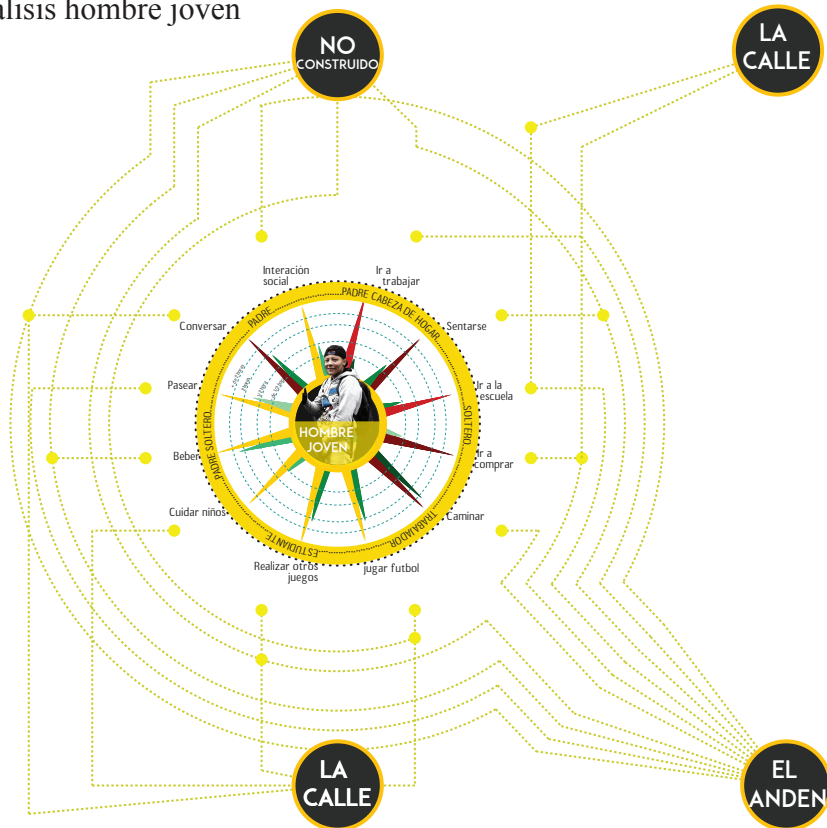 alisis hombre joven
NO
CONSTRUIDO
LA
CALLE
Interación
social
Ir a
trabajar
PADRE
PADRE CABEZA DE HOGAR
Conversar
Sentarse
Pasear
Ir a la
escuela
HOMBRE
JOVEN
PADRE SOLTERO
SOLTERO
Beber
Ir a
comprar
Cuidar niños
Caminar
ESTUDIANTE
TRABAJADOR
Realizar otros
juegos
jugar futbol
LA
CALLE
EL
ANDEN